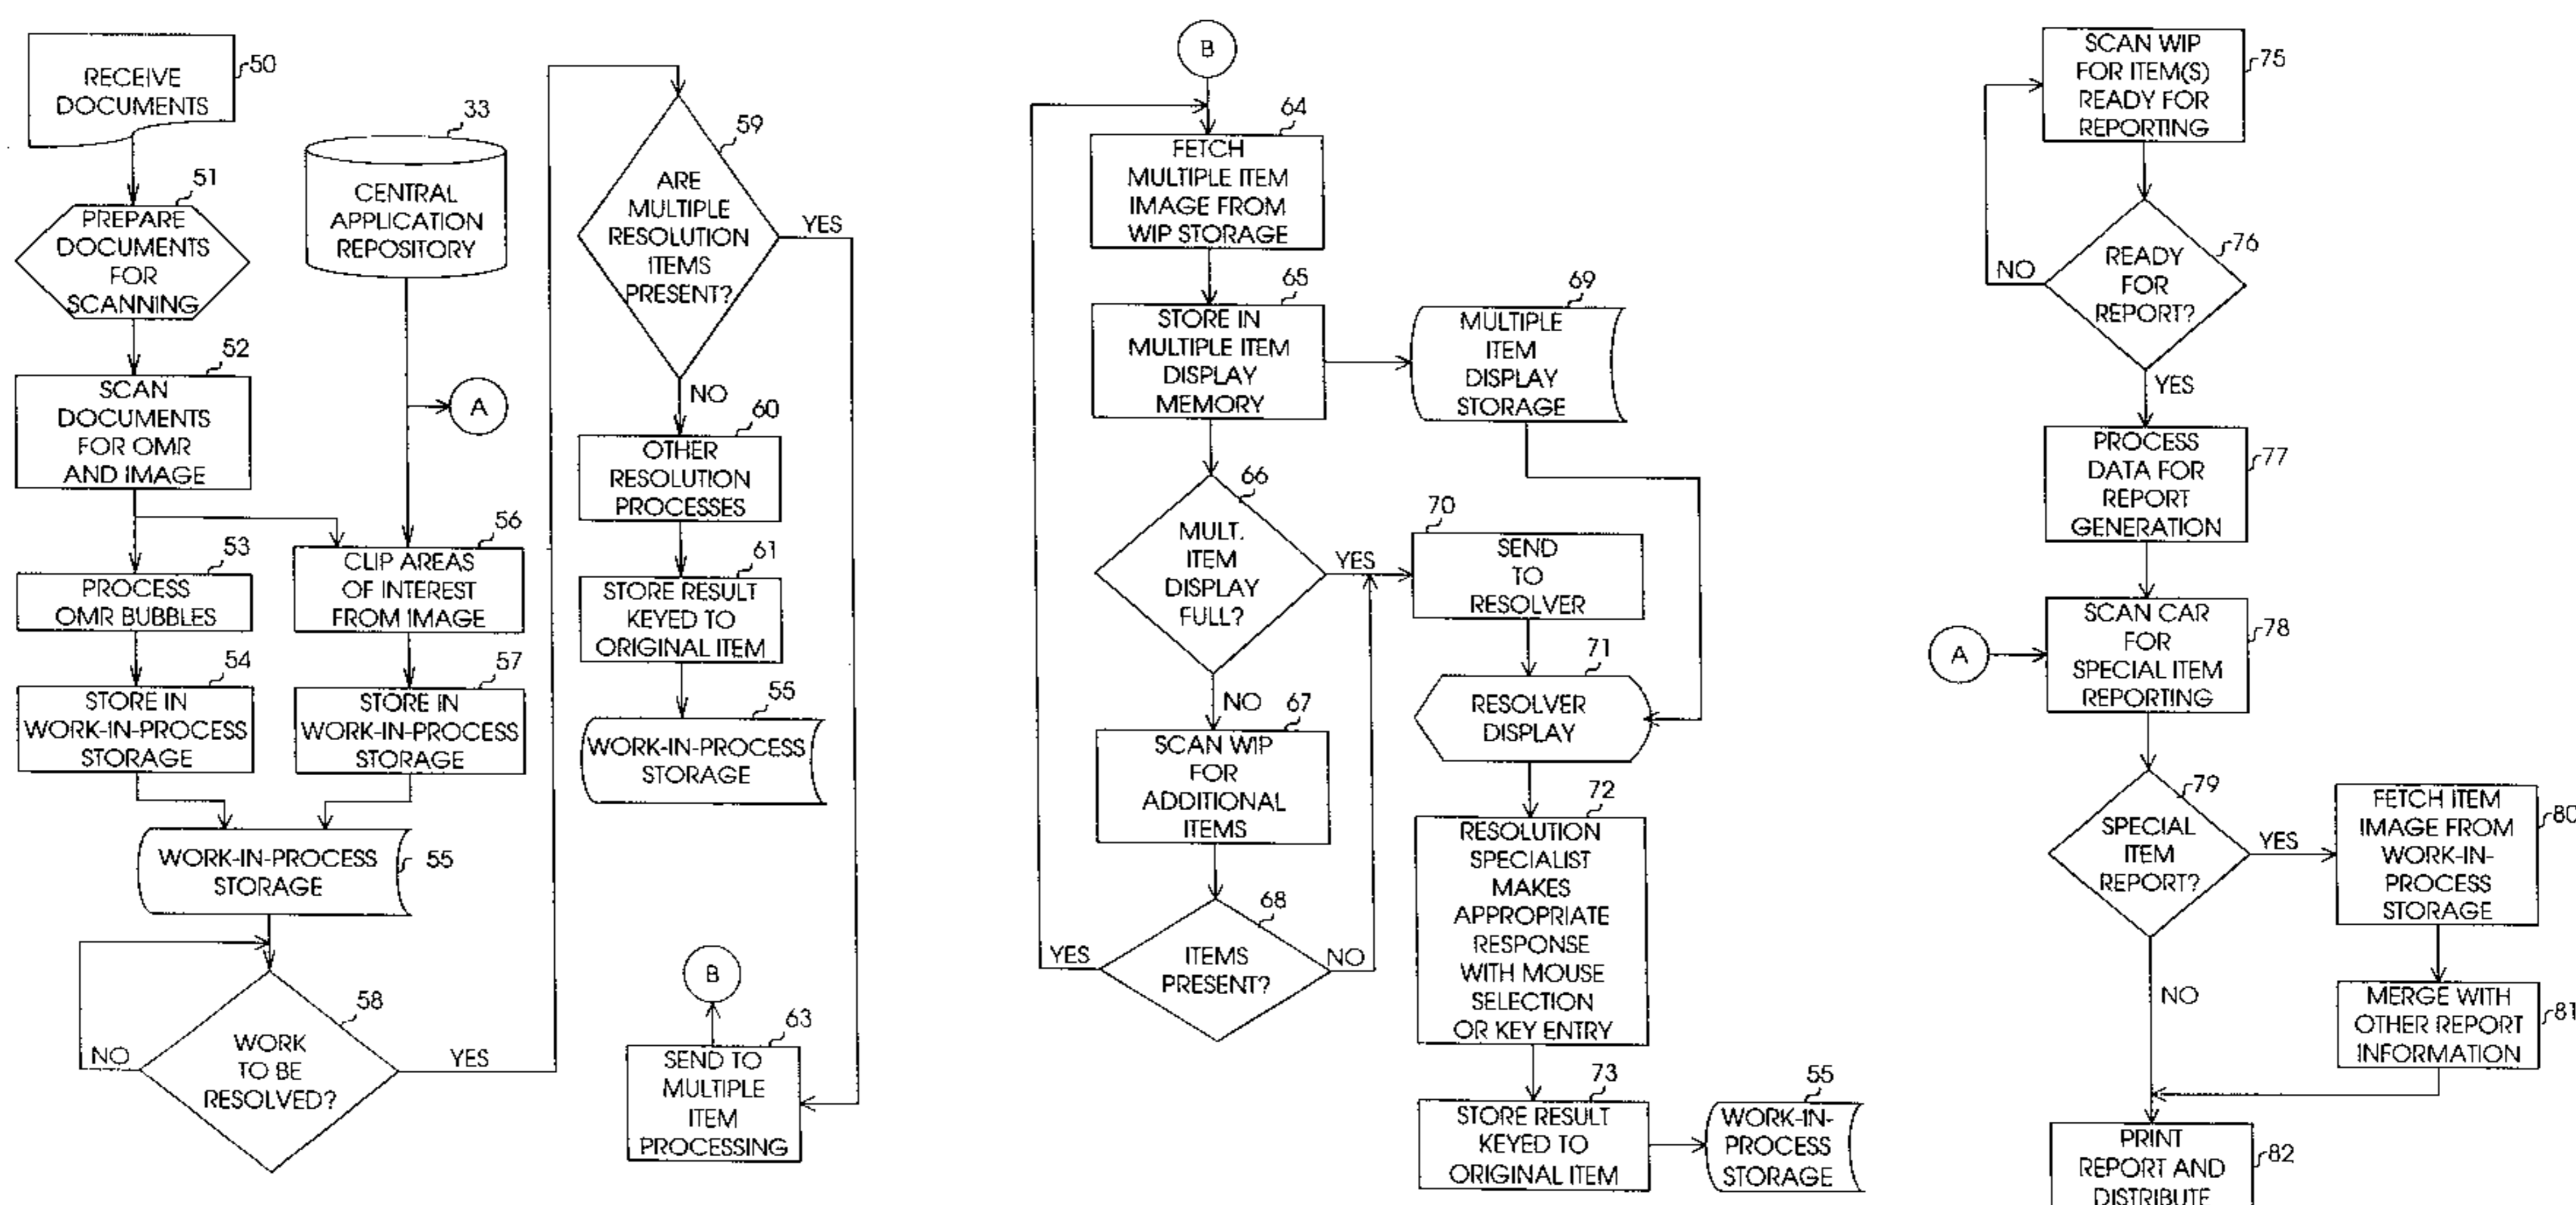 RECEIVE
DOCUMENTS
50
51
PREPARE
DOCUMENTS
FOR
SCANNING
52
SCAN
DOCUMENTS
FOR OMR
AND IMAGE
53
PROCESS
OMR BUBBLES
54
STORE IN
WORK-IN-PROCESS
STORAGE
33
CENTRAL
APPLICATION
REPOSITORY
A
56
CLIP AREAS
OF INTEREST
FROM IMAGE
57
STORE IN
WORK-IN-PROCESS
STORAGE
WORK-IN-PROCESS
STORAGE
55
58
WORK
TO BE
RESOLVED?
NO
YES
59
ARE
MULTIPLE
RESOLUTION
ITEMS
PRESENT?
YES
NO
60
OTHER
RESOLUTION
PROCESSES
61
STORE RESULT
KEYED TO
ORIGINAL ITEM
55
WORK-IN-PROCESS
STORAGE
B
63
SEND TO
MULTIPLE
ITEM
PROCESSING
B
64
FETCH
MULTIPLE ITEM
IMAGE FROM
WIP STORAGE
65
STORE IN
MULTIPLE ITEM
DISPLAY
MEMORY
66
MULT.
ITEM
DISPLAY
FULL?
YES
NO
67
SCAN WIP
FOR
ADDITIONAL
ITEMS
68
ITEMS
PRESENT?
YES
NO
69
MULTIPLE
ITEM
DISPLAY
STORAGE
70
SEND
TO
RESOLVER
71
RESOLVER
DISPLAY
72
RESOLUTION
SPECIALIST
MAKES
APPROPRIATE
RESPONSE
WITH MOUSE
SELECTION
OR KEY ENTRY
73
STORE RESULT
KEYED TO
ORIGINAL ITEM
55
WORK-IN-
PROCESS
STORAGE
SCAN WIP
FOR ITEM(S)
READY FOR
REPORTING
75
76
READY
FOR
REPORT?
NO
YES
PROCESS
DATA FOR
REPORT
GENERATION
77
A
SCAN CAR
FOR
SPECIAL ITEM
REPORTING
78
79
SPECIAL
ITEM
REPORT?
YES
NO
FETCH ITEM
IMAGE FROM
WORK-IN-
PROCESS
STORAGE
80
MERGE WITH
OTHER REPORT
INFORMATION
81
PRINT
REPORT AND
DISTRIBUTE
82